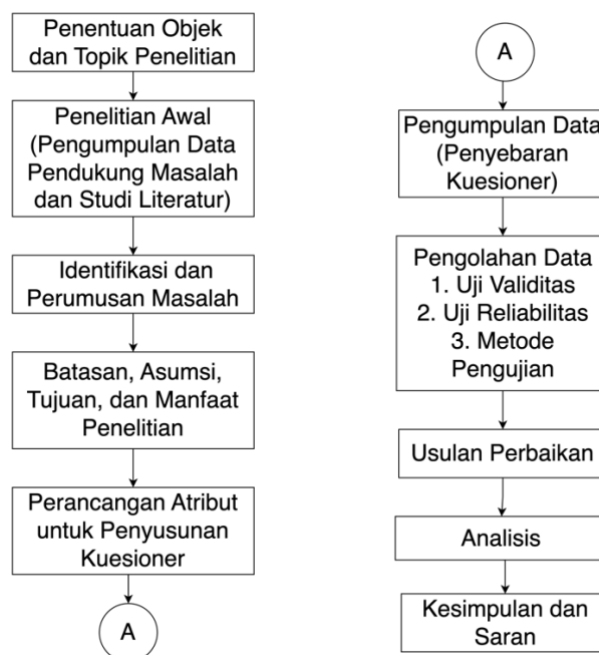 Penentuan Objek
dan Topik Penelitian
Penelitian Awal
(Pengumpulan Data
Pendukung Masalah
dan Studi Literatur)
Identifikasi dan
Perumusan Masalah
Batasan, Asumsi,
Tujuan, dan Manfaat
Penelitian
Perancangan Atribut
untuk Penyusunan
Kuesioner
A
A
Pengumpulan Data
(Penyebaran
Kuesioner)
Pengolahan Data
1. Uji Validitas
2. Uji Reliabilitas
3. Metode
Pengujian
Usulan Perbaikan
Analisis
Kesimpulan dan
Saran